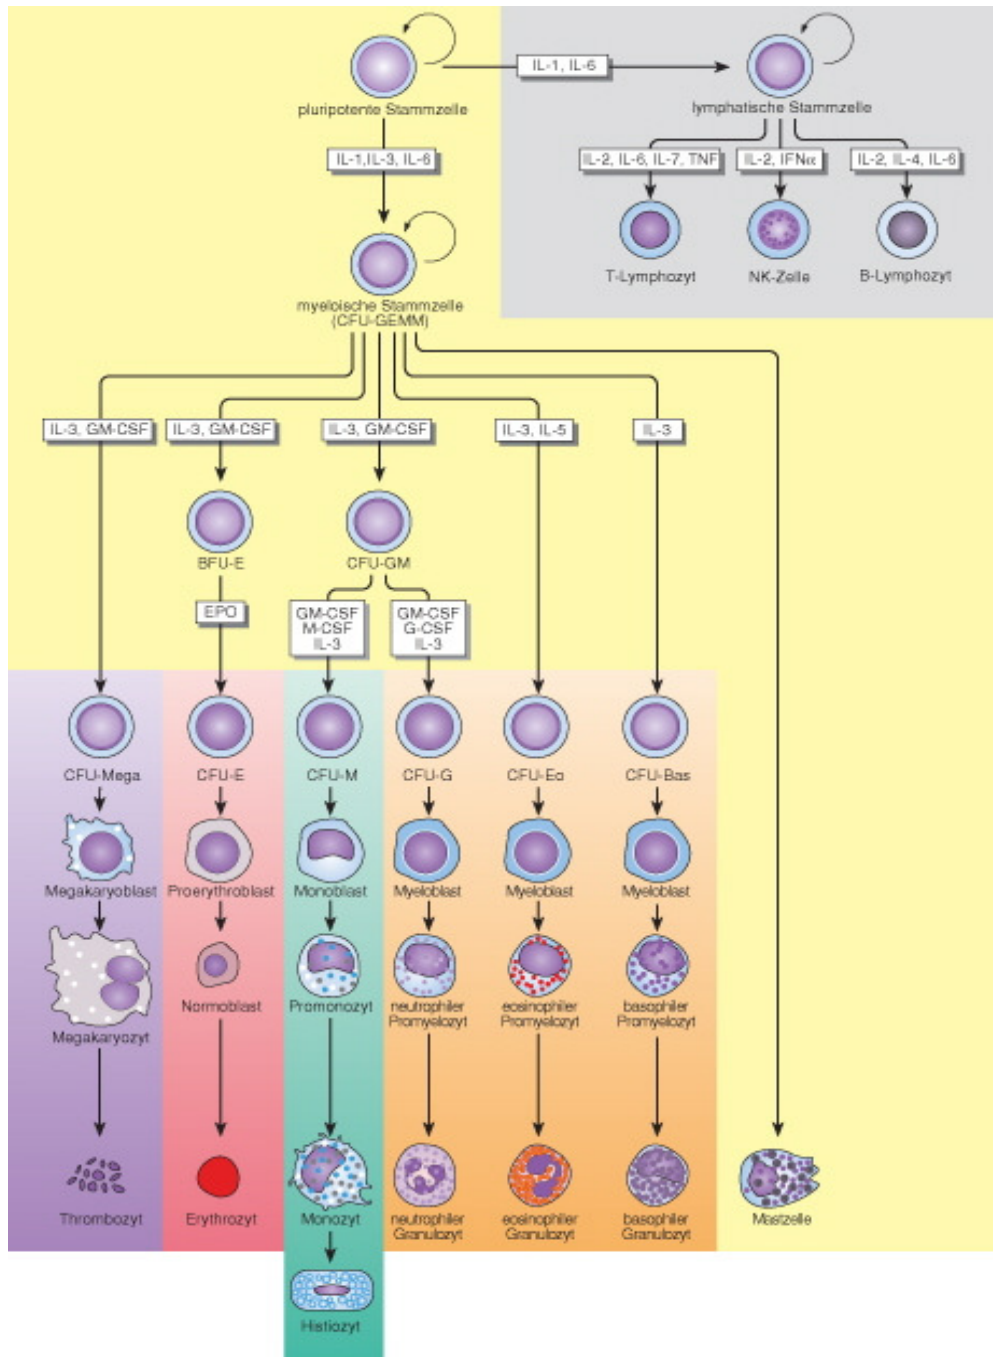 IL-1, IL-6
pluripotente Stammzelle
lymphatische Stammzelle
IL-1,IL-3, IL-6
IL-2, IL-6, IL-7, TNF
IL-2, IFNα
IL-2, IL-4, IL-6
T-Lymphozyt
NK-Zelle
B-Lymphozyt
myeloische Stammzelle
(CFU-GEMM)
IL-3, GM-CSF
IL-3, GM-CSF
IL-3, GM-CSF
IL-3, IL-5
IL-3
BFU-E
CFU-GM
EPO
GM-CSF
M-CSF
IL-3
GM-CSF
G-CSF
IL-3
CFU-Mega
CFU-E
CFU-M
CFU-G
CFU-Eo
CFU-Bas
Megakaryoblast
Proerythroblast
Monoblast
Myeloblast
Myeloblast
Myeloblast
Megakaryozyt
Normoblast
Promonozyt
neutrophiler
Promyelozyt
eosinophiler
Promyelozyt
basophiler
Promyelozyt
Thrombozyt
Erythrozyt
Monozyt
neutrophiler
Granulozyt
eosinophiler
Granulozyt
basophiler
Granulozyt
Mastzelle
Histiozyt